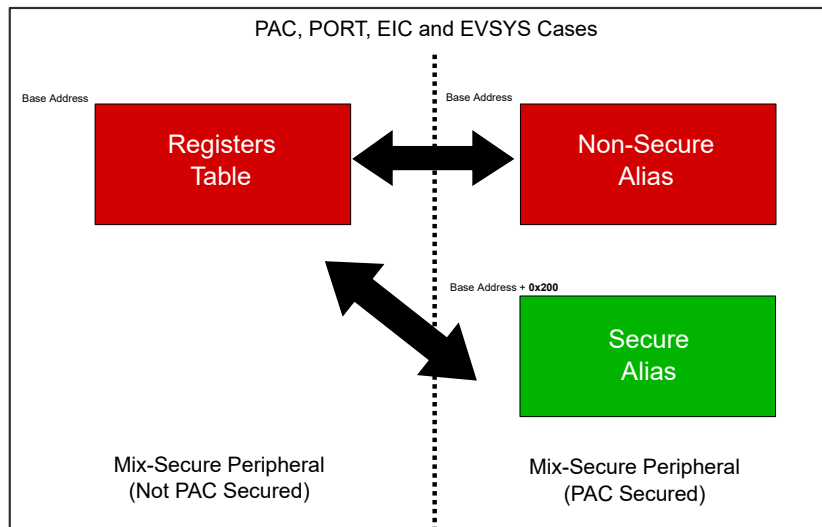 PAC, PORT, EIC and EVSYS Cases
Base Address
Registers
Table
Mix-Secure Peripheral
(Not PAC Secured)
Base Address
Non-Secure
Alias
Base Address + 0x200
Secure
Alias
Mix-Secure Peripheral
(PAC Secured)